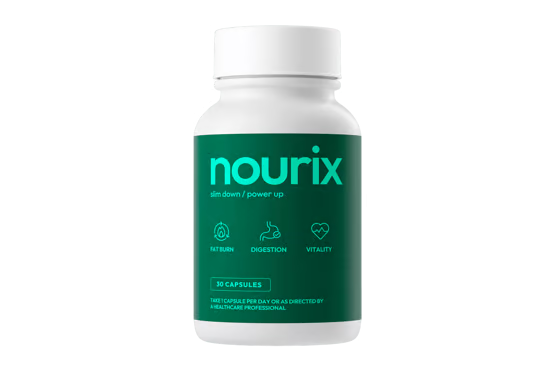 nourix
slim down / power up
FAT BURN DIGESTION VITALITY
30 CAPSULES
TAKE 1 CAPSULE PER DAY OR AS DIRECTED BY
A HEALTHCARE PROFESSIONAL